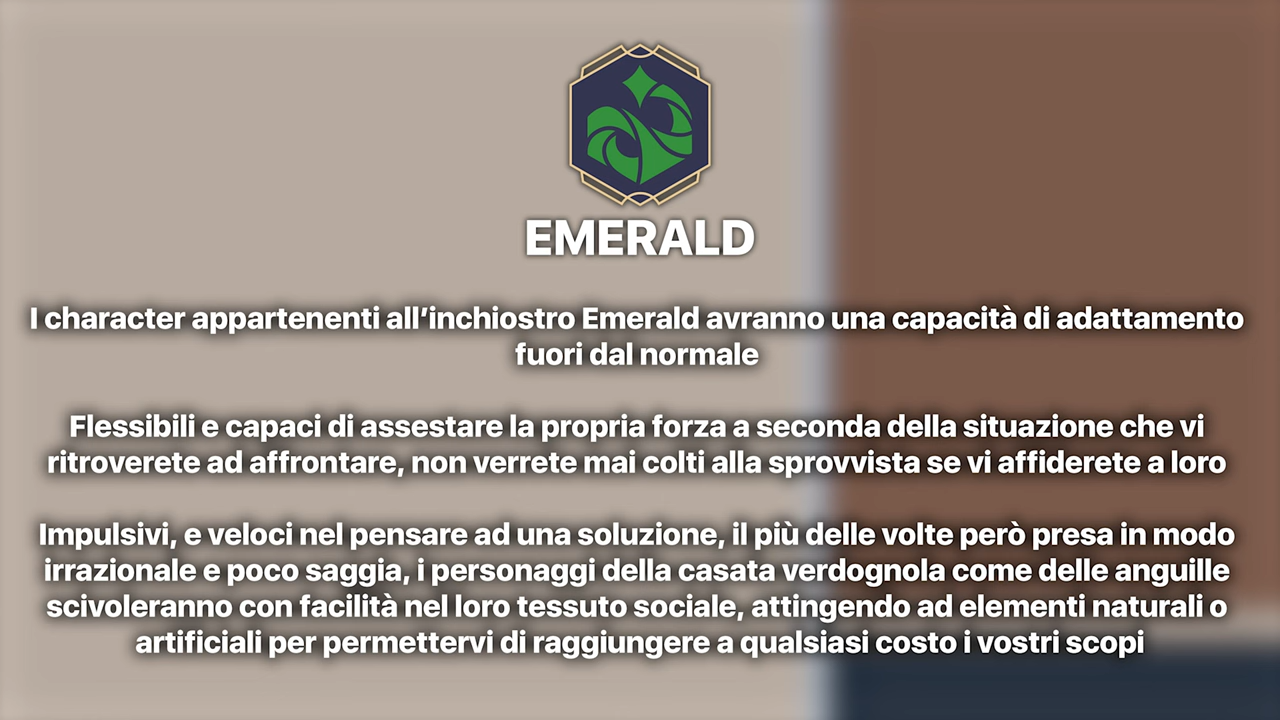 EMERALD
I character appartenenti all’inchiostro Emerald avranno una capacità di adattamento
fuori dal normale
Flessibili e capaci di assestare la propria forza a seconda della situazione che vi
ritroverete ad affrontare, non verrete mai colti alla sprovvista se vi affiderete a loro
Impulsivi, e veloci nel pensare ad una soluzione, il più delle volte però presa in modo
irrazionale e poco saggia, i personaggi della casata verdognola come delle anguille
scivoleranno con facilità nel loro tessuto sociale, attingendo ad elementi naturali o
artificiali per permettervi di raggiungere a qualsiasi costo i vostri scopi